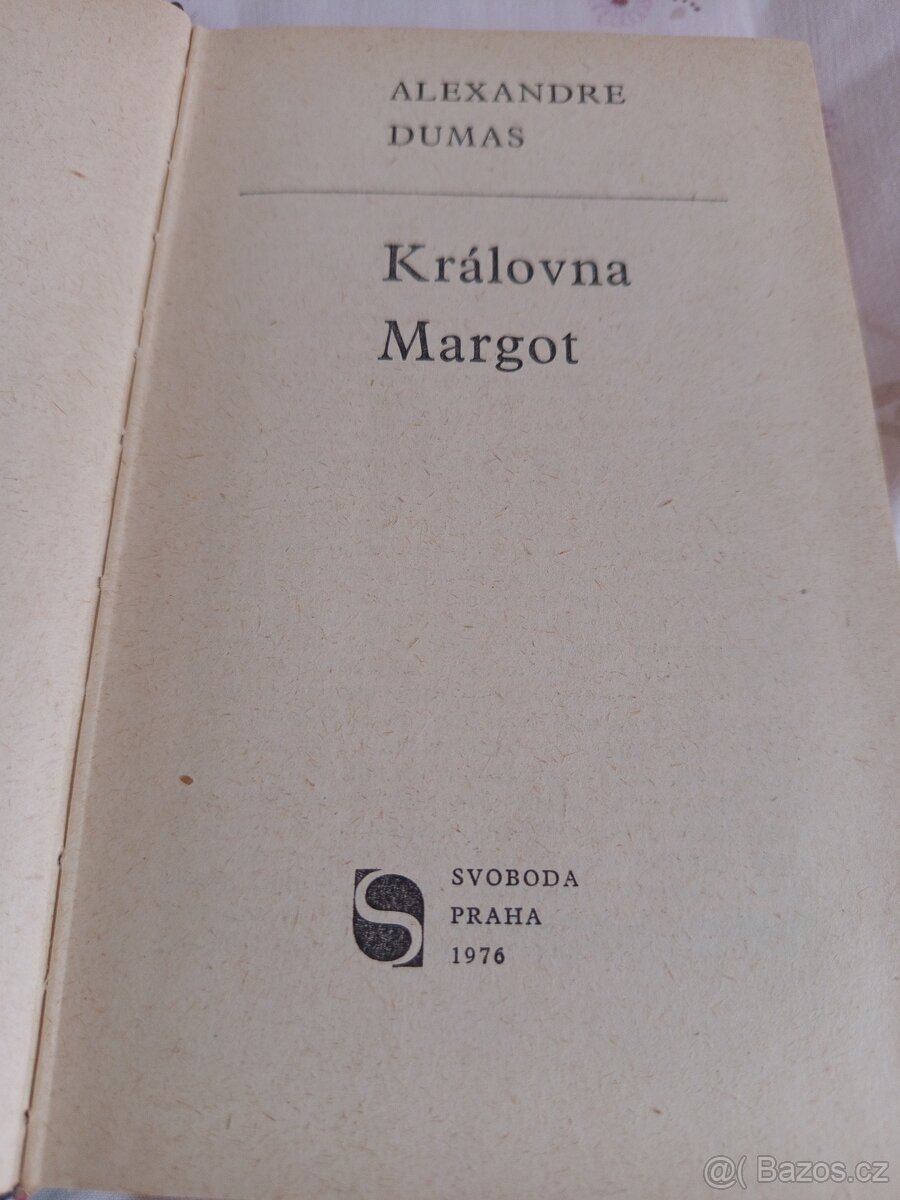 ALEXANDRE
DUMAS
Královna
Margot
S
SVOBODA
PRAHA
1976
@( Bazos.cz